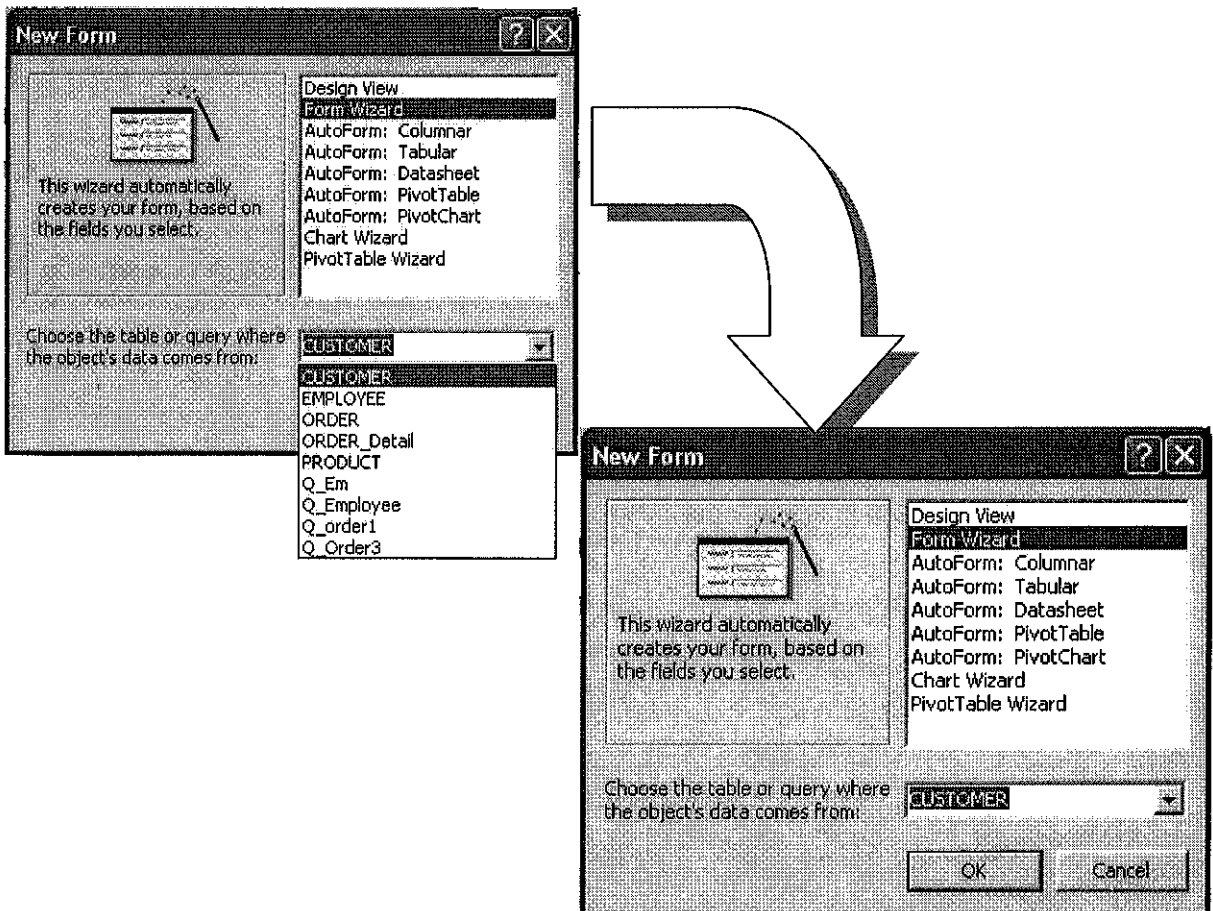 New Form
Design View
Form Wizard
AutoForm: Columnar
AutoForm: Tabular
AutoForm: Datasheet
AutoForm: PivotTable
AutoForm: PivotChart
Chart Wizard
PivotTable Wizard
This wizard automatically
creates your form, based on
the fields you select.
Choose the table or query where
the object's data comes from:
CUSTOMER
CUSTOMER
EMPLOYEE
ORDER
ORDER_Detail
PRODUCT
Q_Em
Q_Employee
Q_order1
Q_Order3
New Form
Design View
Form Wizard
AutoForm: Columnar
AutoForm: Tabular
AutoForm: Datasheet
AutoForm: PivotTable
AutoForm: PivotChart
Chart Wizard
PivotTable Wizard
This wizard automatically
creates your form, based on
the fields you select.
Choose the table or query where
the object's data comes from:
CUSTOMER
OK
Cancel